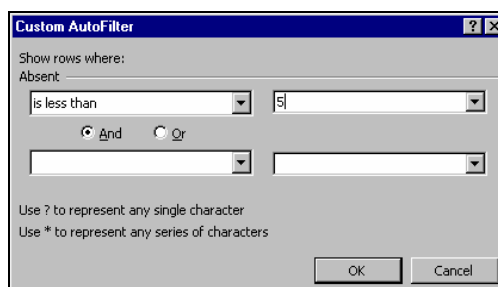 Custom AutoFilter
Show rows where:
Absent
is less than 5
And Or
Use ? to represent any single character
Use * to represent any series of characters
OK Cancel